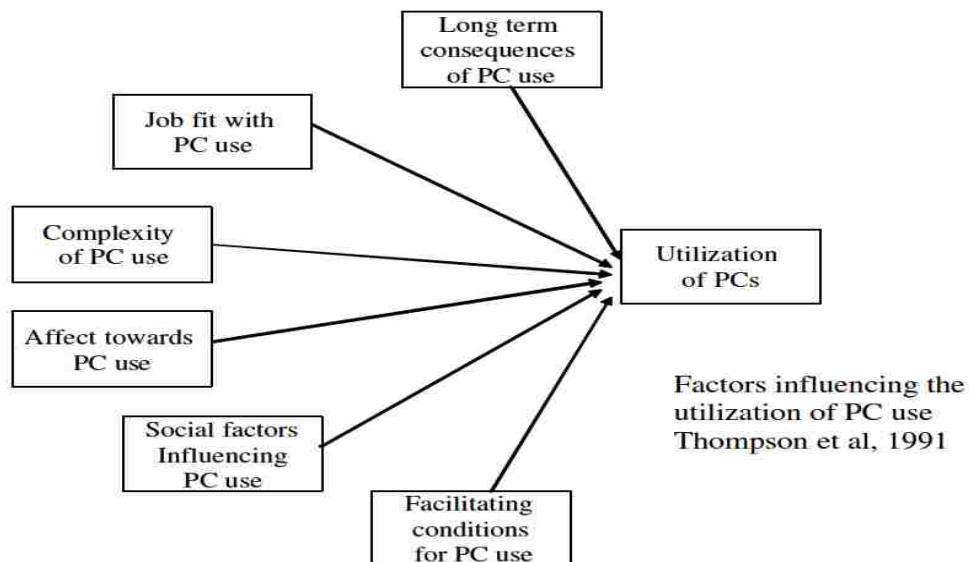 Long term
consequences
of PC use
Job fit with
PC use
Complexity
of PC use
Utilization
of PCs
Affect towards
PC use
Factors influencing the
utilization of PC use
Thompson et al, 1991
Social factors
Influencing
PC use
Facilitating
conditions
for PC use